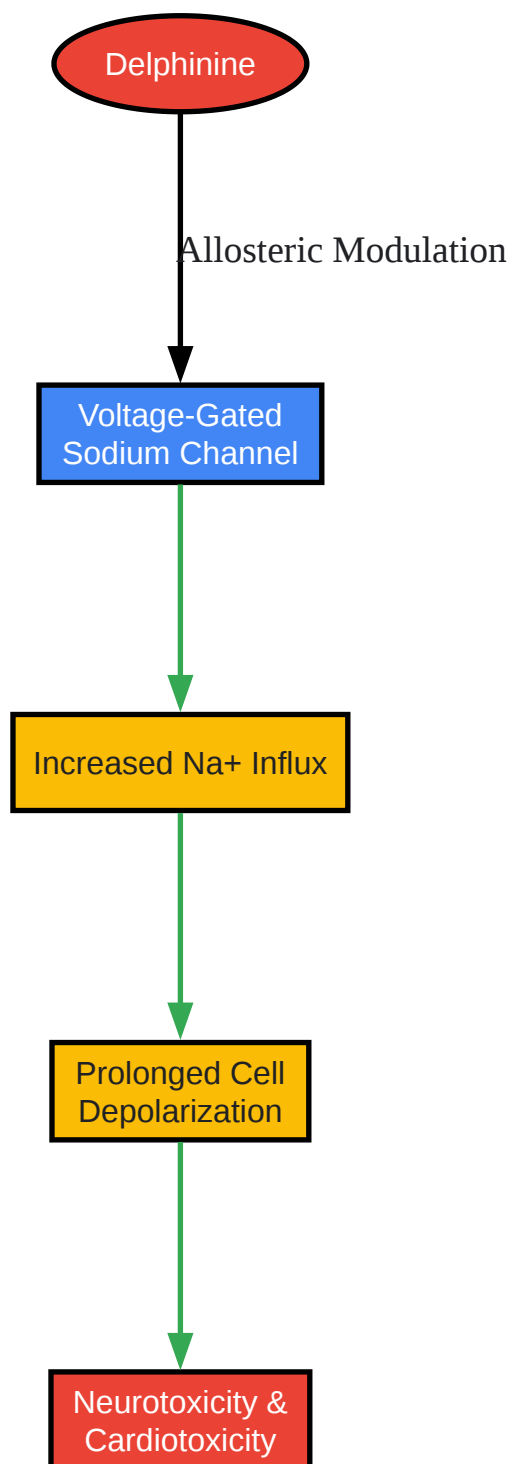 Delphinine
Allosteric Modulation
Voltage-Gated
Sodium Channel
Increased Na+ Influx
Prolonged Cell
Depolarization
Neurotoxicity &
Cardiotoxicity